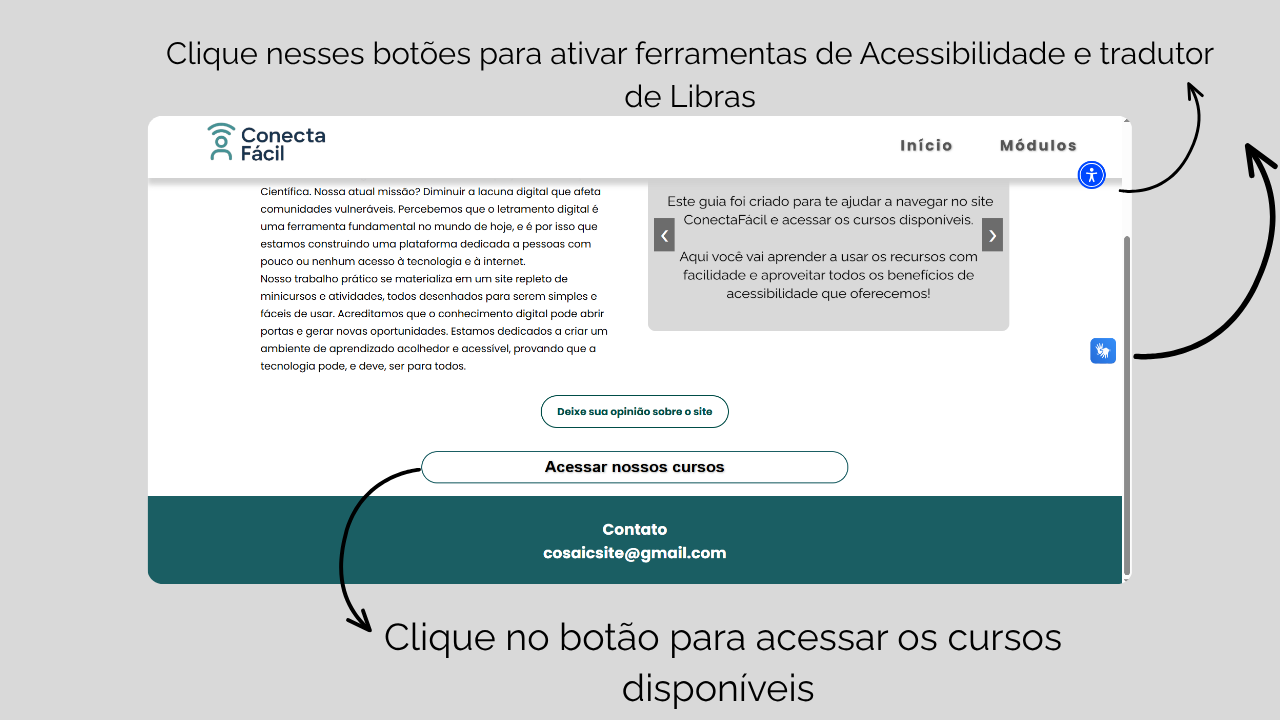 Clique nesses botões para ativar ferramentas de Acessibilidade e tradutor
de Libras
Conecta
Fácil
Início
Módulos
Científica. Nossa atual missão? Diminuir a lacuna digital que afeta
comunidades vulneráveis. Percebemos que o letramento digital é
uma ferramenta fundamental no mundo de hoje, e é por isso que
estamos construindo uma plataforma dedicada a pessoas com
pouco ou nenhum acesso à tecnologia e à internet.
Nosso trabalho prático se materializa em um site repleto de
minicursos e atividades, todos desenhados para serem simples e
fáceis de usar. Acreditamos que o conhecimento digital pode abrir
portas e gerar novas oportunidades. Estamos dedicados a criar um
ambiente de aprendizado acolhedor e acessível, provando que a
tecnologia pode, e deve, ser para todos.
Este guia foi criado para te ajudar a navegar no site
ConectaFácil e acessar os cursos disponíveis.
Aqui você vai aprender a usar os recursos com
facilidade e aproveitar todos os benefícios de
acessibilidade que oferecemos!
Deixe sua opinião sobre o site
Acessar nossos cursos
Contato
cosaicsite@gmail.com
Clique no botão para acessar os cursos
disponíveis